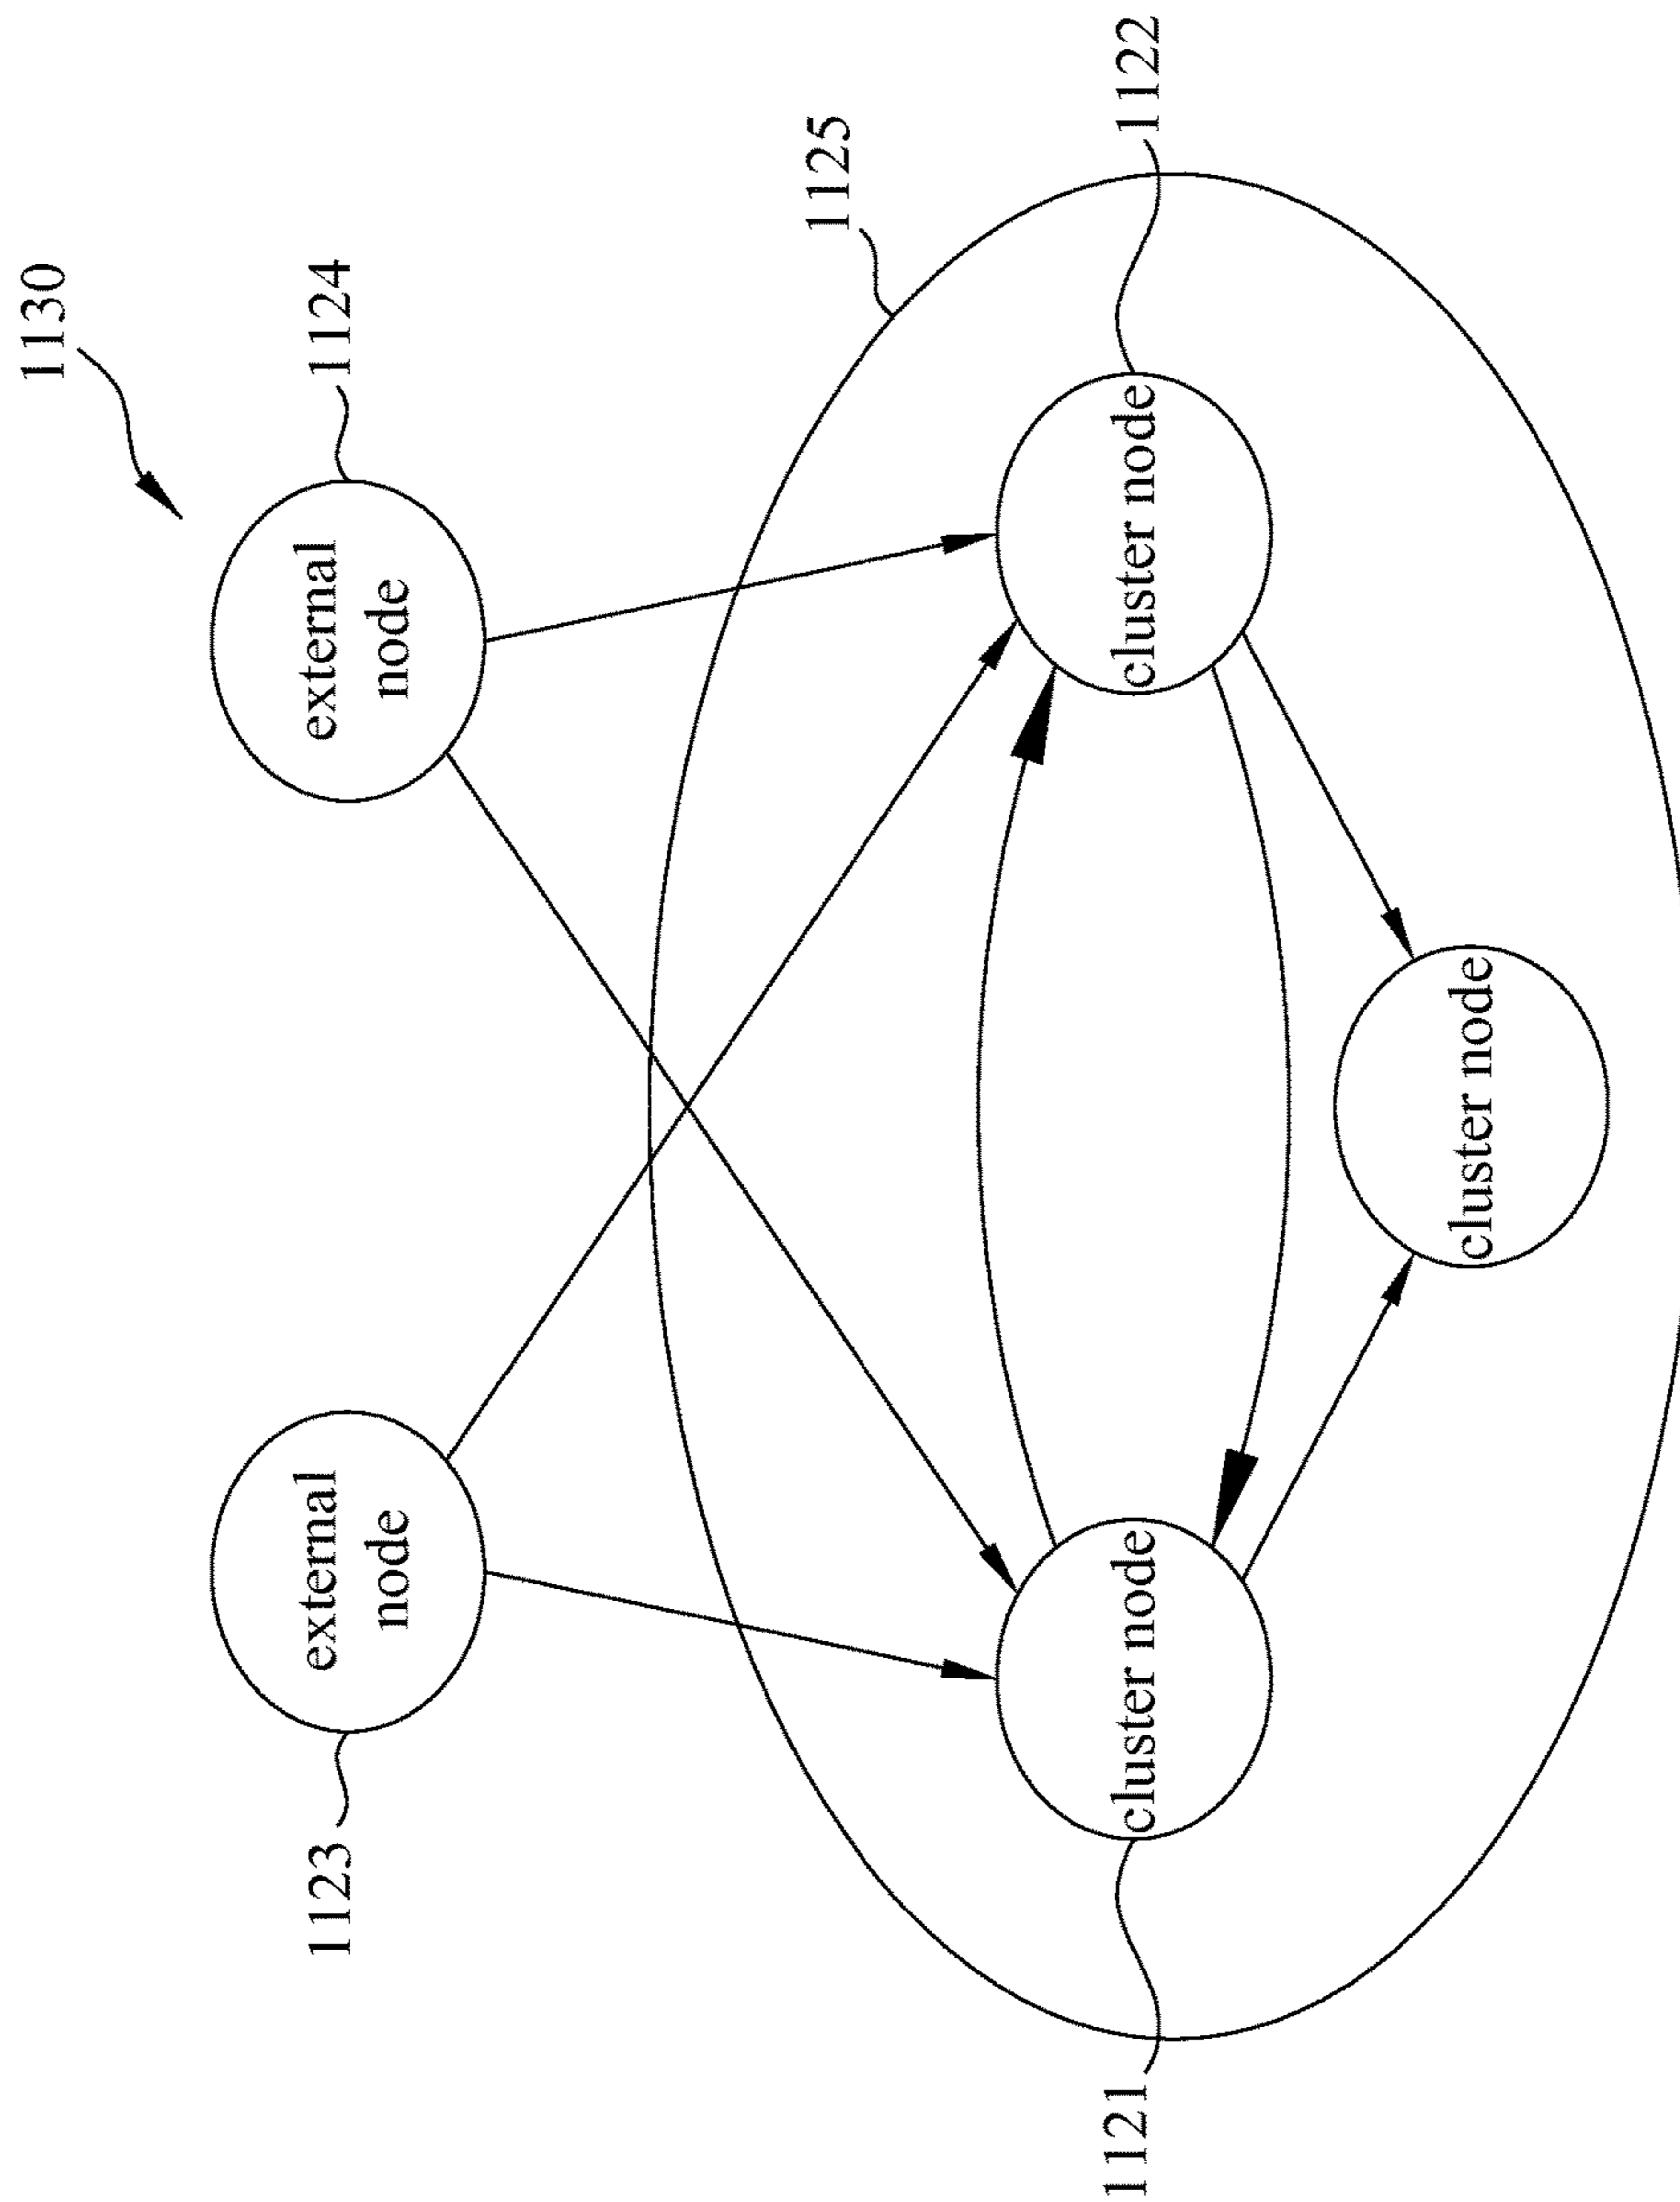 1130
1123
external
node
external
node
1124
1125
1121
cluster node
cluster node
1122
cluster node